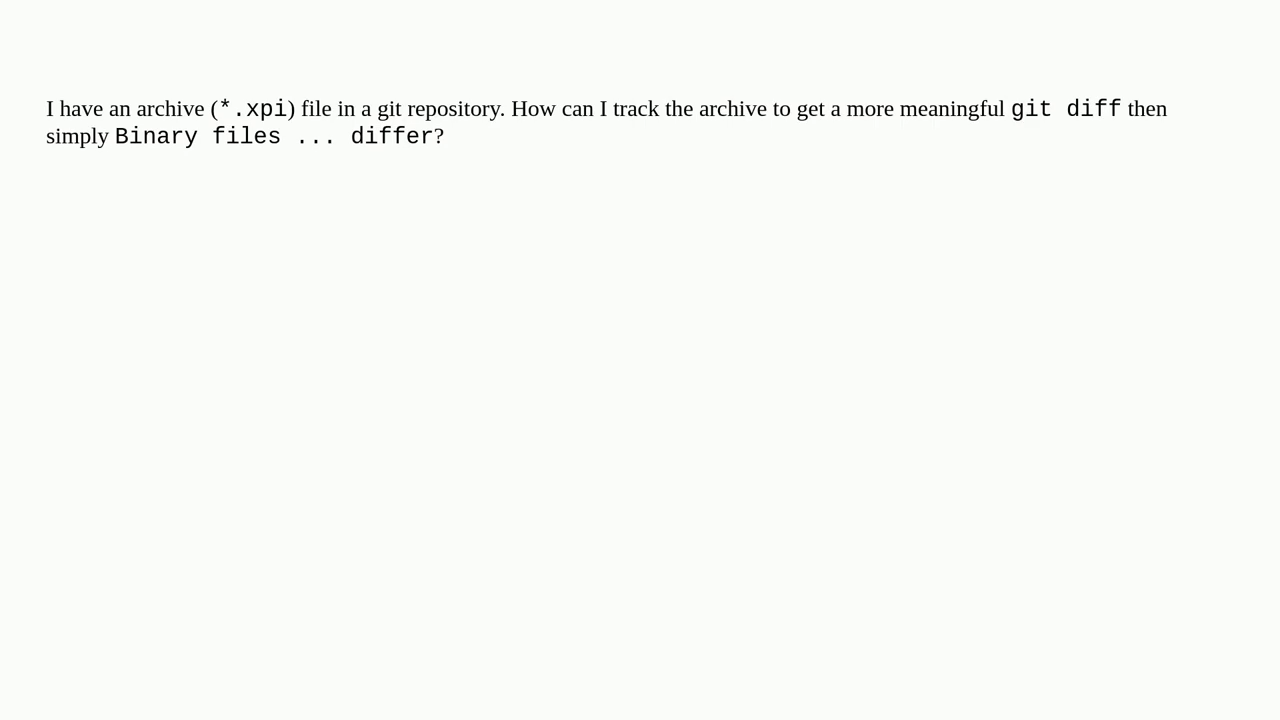 I have an archive (*.xpi) file in a git repository. How can I track the archive to get a more meaningful git diff then
simply Binary files ... differ?